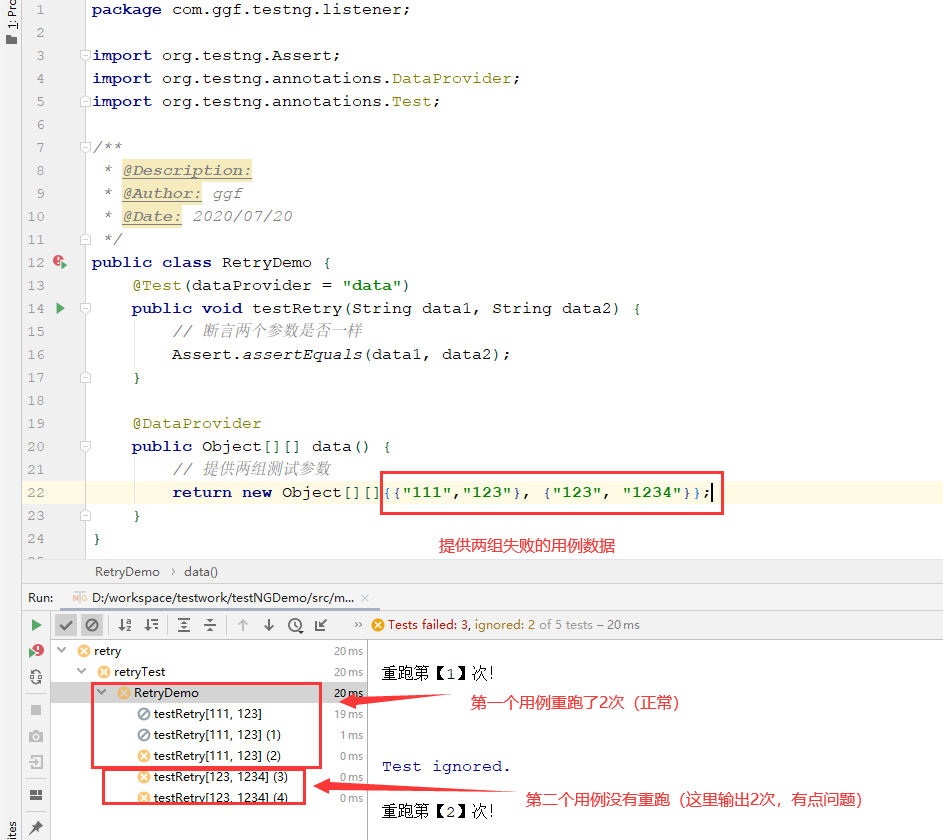 1: Pro
1 package com.ggf.testng.listener;
2
3 import org.testng.Assert;
4 import org.testng.annotations.DataProvider;
5 import org.testng.annotations.Test;
6
7 /**
8 * @Description:
9 * @Author: ggf
10 * @Date: 2020/07/20
11 */
12 public class RetryDemo {
13 @Test(dataProvider = "data")
14 public void testRetry(String data1, String data2) {
15 // 断言两个参数是否一样
16 Assert.assertEquals(data1, data2);
17 }
18
19 @DataProvider
20 public Object[][] data() {
21 // 提供两组测试参数
22 return new Object[][]{{"111","123"}, {"123", "1234"}};
23 }
24 }
提供两组失败的用例数据
RetryDemo › data()
Run: D:/workspace/testwork/testNGDemo/src/m... ×
» Tests failed: 3, ignored: 2 of 5 tests – 20 ms
retry 20 ms
retryTest 20 ms
RetryDemo 20 ms
testRetry[111, 123] 19 ms
testRetry[111, 123] (1) 1 ms
testRetry[111, 123] (2) 0 ms
testRetry[123, 1234] (3) 0 ms
testRetry[123, 1234] (4) 0 ms
重跑第【1】次!
第一个用例重跑了2次（正常）
Test ignored.
第二个用例没有重跑（这里输出2次，有点问题）
重跑第【2】次!